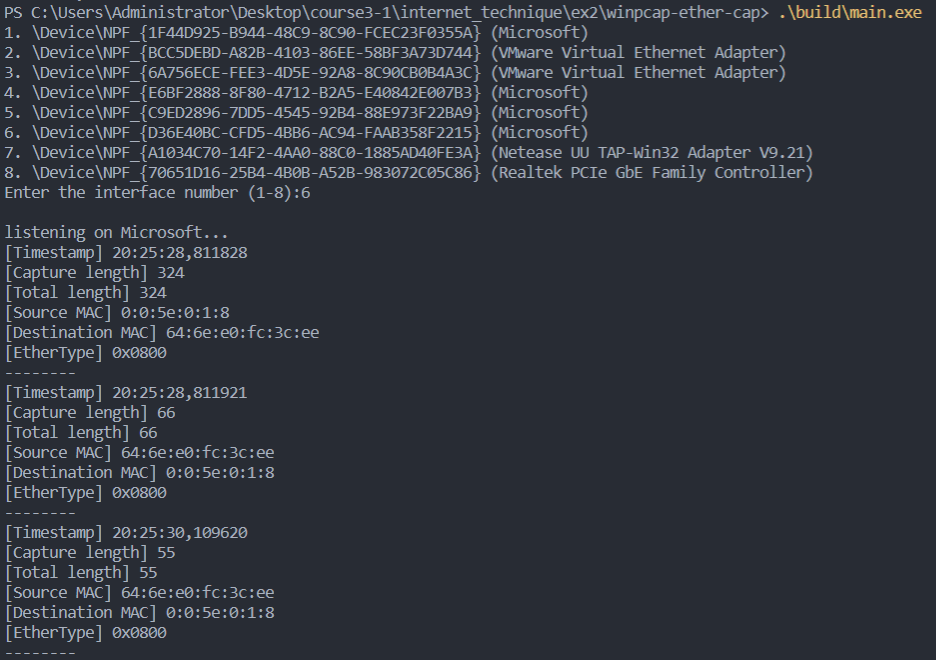 PS C:\Users\Administrator\Desktop\course3-1\internet_technique\ex2\winpcap-ether-cap> .\build\main.exe
1. \Device\NPF_{1F44D925-B944-48C9-8C90-FCEC23F0355A} (Microsoft)
2. \Device\NPF_{BCC5DEBD-A82B-4103-86EE-58BF3A73D744} (VMware Virtual Ethernet Adapter)
3. \Device\NPF_{6A756ECE-FEE3-4D5E-92A8-8C90CB0B4A3C} (VMware Virtual Ethernet Adapter)
4. \Device\NPF_{E6BF2888-8F80-4712-B2A5-E40842E007B3} (Microsoft)
5. \Device\NPF_{C9ED2896-7DD5-4545-92B4-88E973F22BA9} (Microsoft)
6. \Device\NPF_{D36E40BC-CFD5-4BB6-AC94-FAAB358F2215} (Microsoft)
7. \Device\NPF_{A1034C70-14F2-4AA0-88C0-1885AD40FE3A} (Netease UU TAP-Win32 Adapter V9.21)
8. \Device\NPF_{70651D16-25B4-4B0B-A52B-983072C05C86} (Realtek PCIe GbE Family Controller)
Enter the interface number (1-8):6
listening on Microsoft...
[Timestamp] 20:25:28,811828
[Capture length] 324
[Total length] 324
[Source MAC] 0:0:5e:0:1:8
[Destination MAC] 64:6e:e0:fc:3c:ee
[EtherType] 0x0800
--------
[Timestamp] 20:25:28,811921
[Capture length] 66
[Total length] 66
[Source MAC] 64:6e:e0:fc:3c:ee
[Destination MAC] 0:0:5e:0:1:8
[EtherType] 0x0800
--------
[Timestamp] 20:25:30,109620
[Capture length] 55
[Total length] 55
[Source MAC] 64:6e:e0:fc:3c:ee
[Destination MAC] 0:0:5e:0:1:8
[EtherType] 0x0800
--------